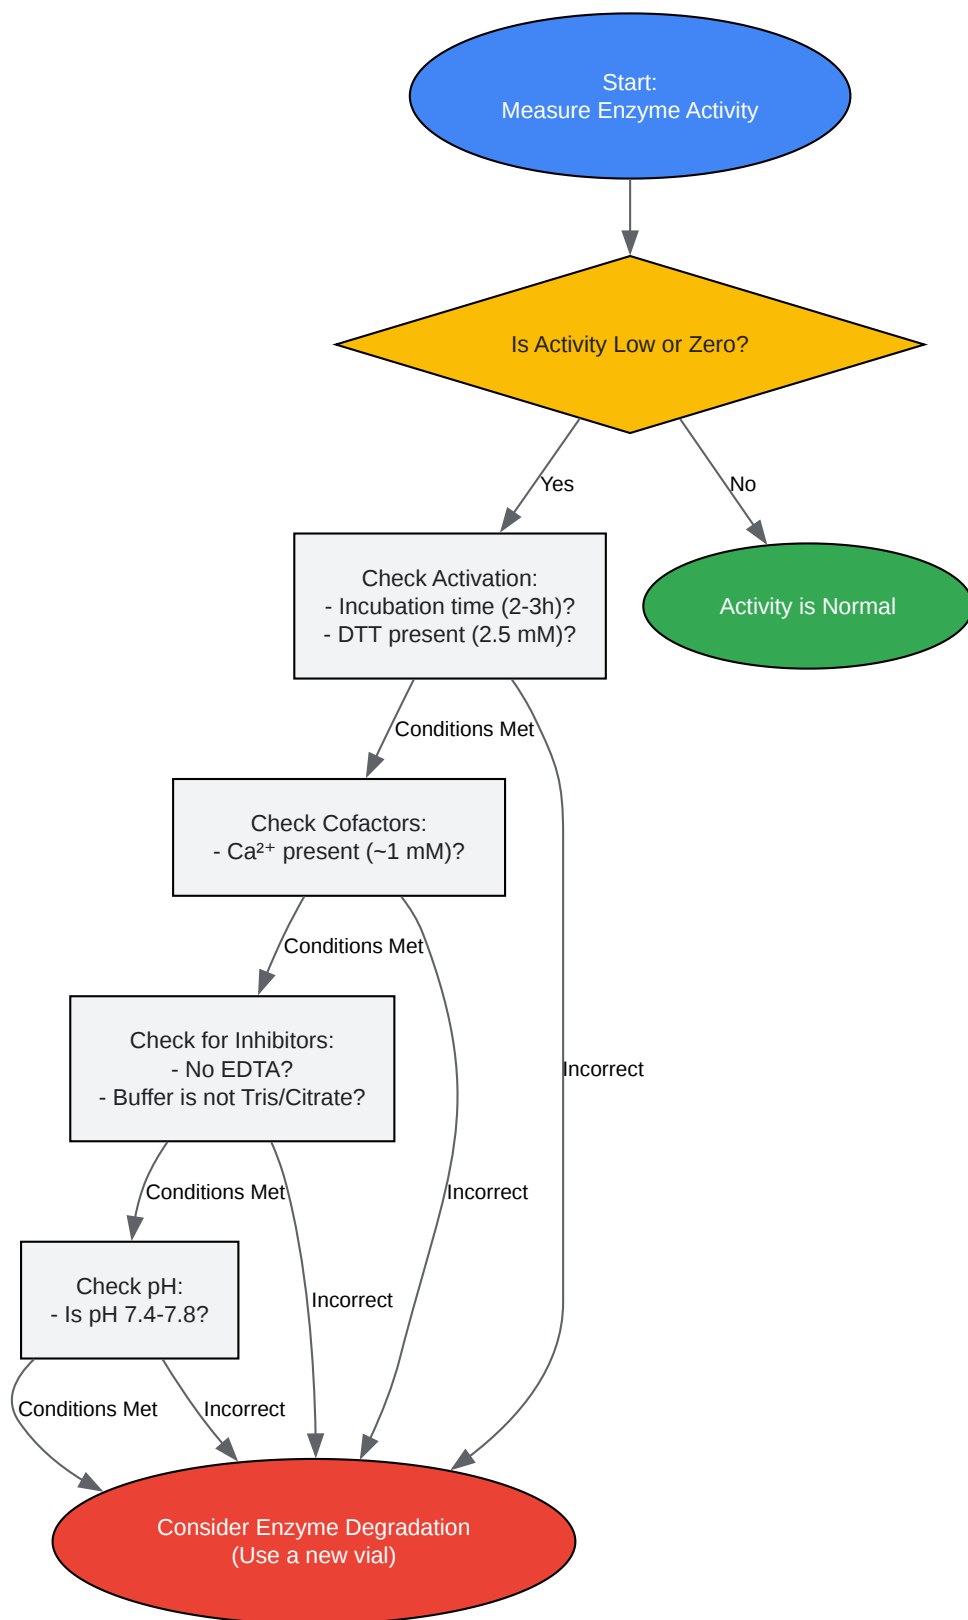 Start:
Measure Enzyme Activity
Is Activity Low or Zero?
Yes
No
Check Activation:
- Incubation time (2-3h)?
- DTT present (2.5 mM)?
Activity is Normal
Conditions Met
Check Cofactors:
- Ca²⁺ present (~1 mM)?
Conditions Met
Check for Inhibitors:
- No EDTA?
- Buffer is not Tris/Citrate?
Incorrect
Conditions Met
Incorrect
Check pH:
- Is pH 7.4-7.8?
Incorrect
Conditions Met
Incorrect
Consider Enzyme Degradation
(Use a new vial)